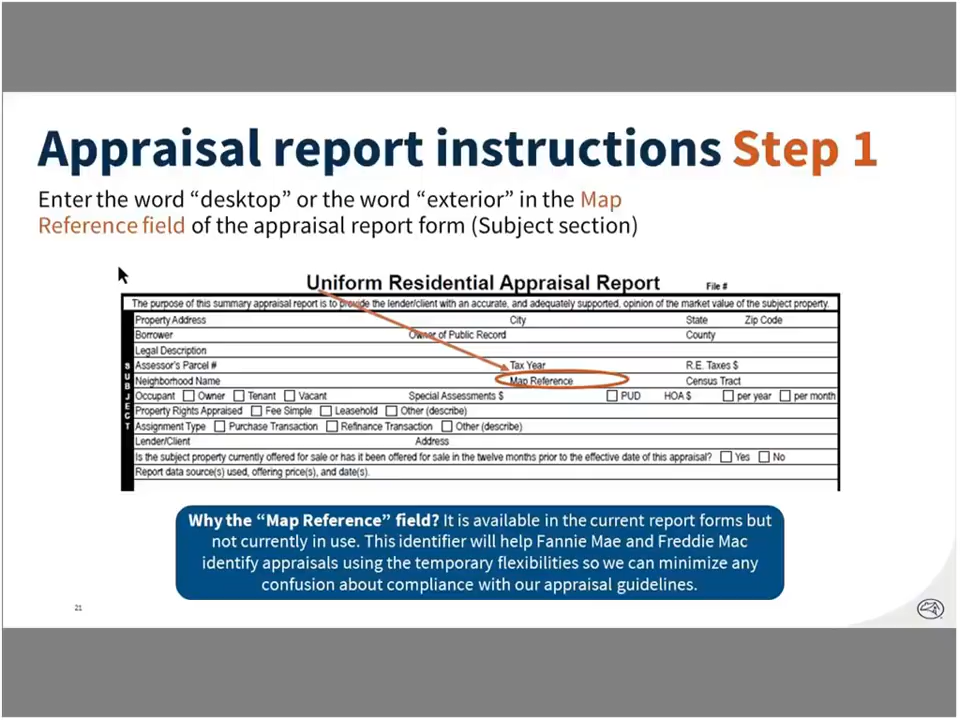 Appraisal report instructions Step 1
Enter the word “desktop” or the word “exterior” in the Map
Reference field of the appraisal report form (Subject section)
Uniform Residential Appraisal Report File #
The purpose of this summary appraisal report is to provide the lender/client with an accurate, and adequately supported, opinion of the market value of the subject property.
SUBJECT
Property Address City State Zip Code
Borrower Owner of Public Record County
Legal Description
Assessor's Parcel # Tax Year R.E. Taxes $
Neighborhood Name Map Reference Census Tract
Occupant Owner Tenant Vacant Special Assessments $ PUD HOA $ per year per month
Property Rights Appraised Fee Simple Leasehold Other (describe)
Assignment Type Purchase Transaction Refinance Transaction Other (describe)
Lender/Client Address
Is the subject property currently offered for sale or has it been offered for sale in the twelve months prior to the effective date of this appraisal? Yes No
Report data source(s) used, offering price(s), and date(s).
Why the “Map Reference” field? It is available in the current report forms but
not currently in use. This identifier will help Fannie Mae and Freddie Mac
identify appraisals using the temporary flexibilities so we can minimize any
confusion about compliance with our appraisal guidelines.
21